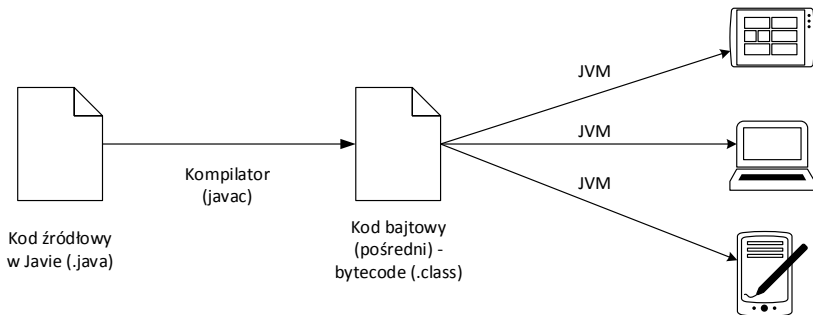 JVM
JVM
JVM
Kompilator
(javac)
Kod źródłowy
w Javie (.java)
Kod bajtowy
(pośredni) -
bytecode (.class)